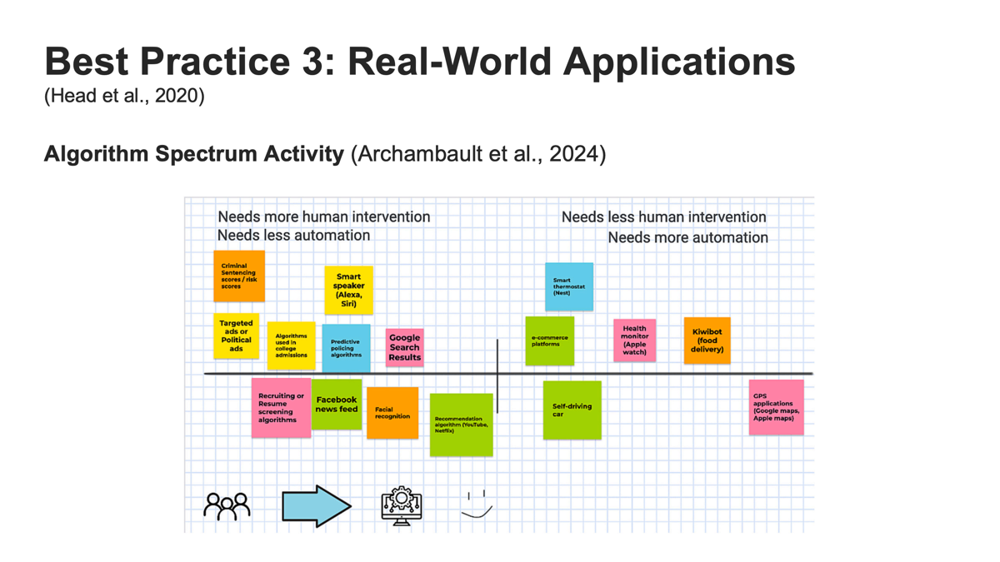 Best Practice 3: Real-World Applications
(Head et al., 2020)
Algorithm Spectrum Activity (Archambault et al., 2024)
Needs more human intervention
Needs less automation
Needs less human intervention
Needs more automation
Criminal
Sentencing
scores / risk
scores
Smart
speaker
(Alexa,
Siri)
Smart
thermostat
(Nest)
Targeted
ads or
Political
ads
Algorithms
used in
college
admissions
Predictive
policing
algorithms
Google
Search
Results
e-commerce
platforms
Health
monitor
(Apple
watch)
Kiwibot
(food
delivery)
Recruiting or
Resume
screening
algorithms
Facebook
news feed
Facial
recognition
Recommendation
algorithm (YouTube,
Netflix)
Self-driving
car
GPS
applications
(Google maps,
Apple maps)